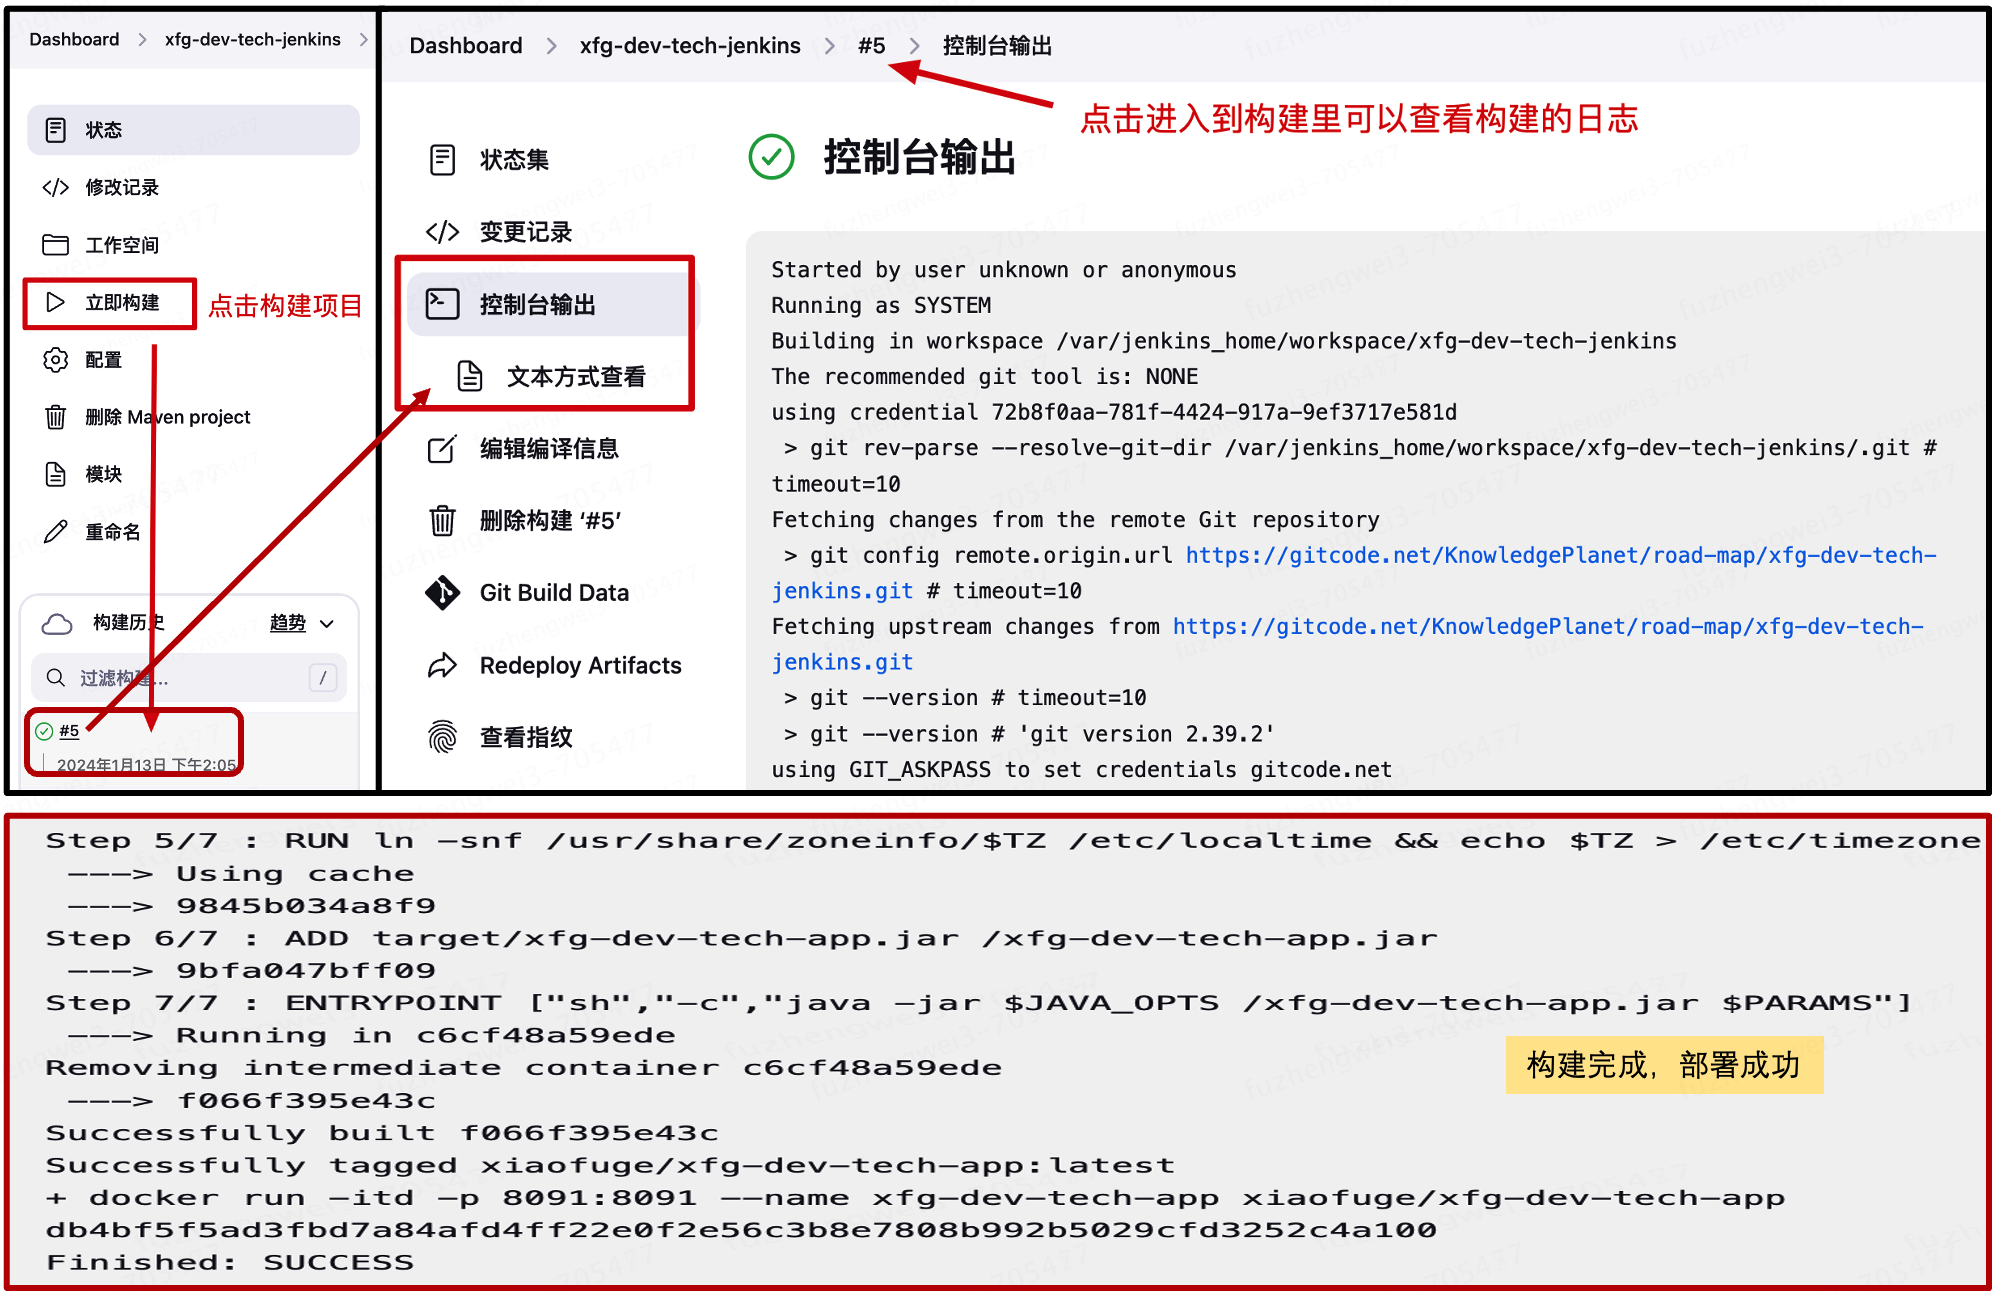 Dashboard > xfg-dev-tech-jenkins >
状态
修改记录
工作空间
立即构建
点击构建项目
配置
删除 Maven project
模块
重命名
构建历史 趋势
过滤构建... /
#5
2024年1月13日 下午2:05
Dashboard > xfg-dev-tech-jenkins > #5 > 控制台输出
点击进入到构建里可以查看构建的日志
状态集
变更记录
控制台输出
文本方式查看
编辑编译信息
删除构建 ‘#5’
Git Build Data
Redeploy Artifacts
查看指纹
控制台输出
Started by user unknown or anonymous
Running as SYSTEM
Building in workspace /var/jenkins_home/workspace/xfg-dev-tech-jenkins
The recommended git tool is: NONE
using credential 72b8f0aa-781f-4424-917a-9ef3717e581d
> git rev-parse --resolve-git-dir /var/jenkins_home/workspace/xfg-dev-tech-jenkins/.git #
timeout=10
Fetching changes from the remote Git repository
> git config remote.origin.url https://gitcode.net/KnowledgePlanet/road-map/xfg-dev-tech-
jenkins.git # timeout=10
Fetching upstream changes from https://gitcode.net/KnowledgePlanet/road-map/xfg-dev-tech-
jenkins.git
> git --version # timeout=10
> git --version # 'git version 2.39.2'
using GIT_ASKPASS to set credentials gitcode.net
Step 5/7 : RUN ln -snf /usr/share/zoneinfo/$TZ /etc/localtime && echo $TZ > /etc/timezone
---> Using cache
---> 9845b034a8f9
Step 6/7 : ADD target/xfg-dev-tech-app.jar /xfg-dev-tech-app.jar
---> 9bfa047bff09
Step 7/7 : ENTRYPOINT ["sh","-c","java -jar $JAVA_OPTS /xfg-dev-tech-app.jar $PARAMS"]
---> Running in c6cf48a59ede
Removing intermediate container c6cf48a59ede
---> f066f395e43c
Successfully built f066f395e43c
Successfully tagged xiaofuge/xfg-dev-tech-app:latest
+ docker run -itd -p 8091:8091 --name xfg-dev-tech-app xiaofuge/xfg-dev-tech-app
db4bf5f5ad3fbd7a84afd4ff22e0f2e56c3b8e7808b992b5029cfd3252c4a100
Finished: SUCCESS
构建完成，部署成功
fuzhengwei3-705477